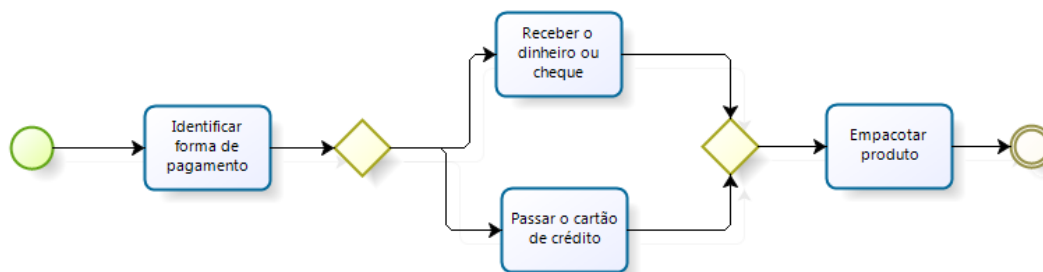 Identificar
forma de
pagamento
Receber o
dinheiro ou
cheque
Passar o cartão
de crédito
Empacotar
produto